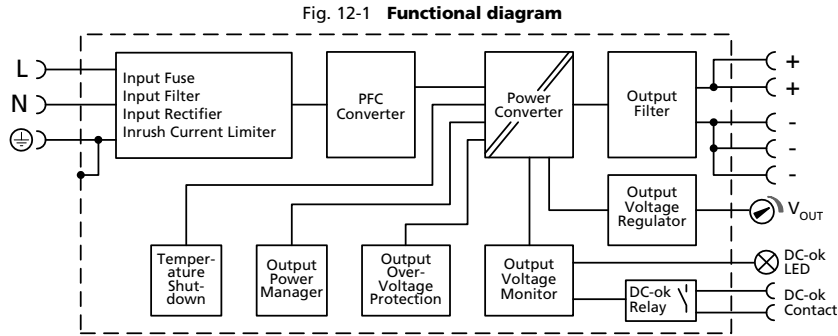 Fig. 12-1 Functional diagram
L
N
Input Fuse
Input Filter
Input Rectifier
Inrush Current Limiter
PFC
Converter
Power
Converter
Output
Filter
+
+
-
-
-
Output
Voltage
Regulator
VOUT
Temper-
ature
Shut-
down
Output
Power
Manager
Output
Over-
Voltage
Protection
Output
Voltage
Monitor
DC-ok
LED
DC-ok
Relay
DC-ok
Contact